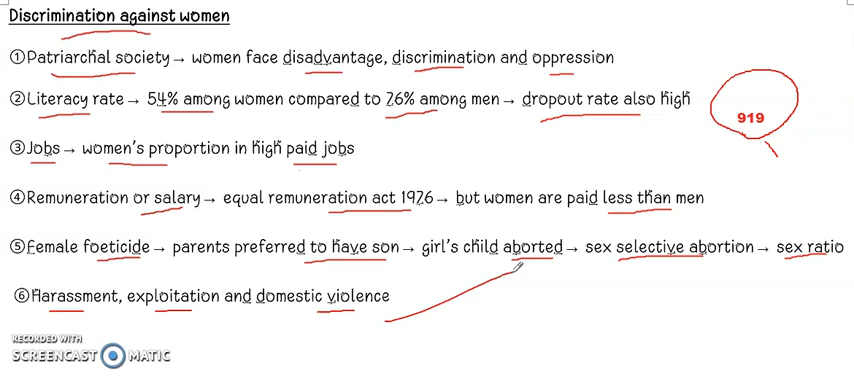 Discrimination against women
①Patriarchal society→ women face disadvantage, discrimination and oppression
②Literacy rate→ 54% among women compared to 76% among men→ dropout rate also high
919
③Jobs→ women's proportion in high paid jobs
④Remuneration or salary→ equal remuneration act 1976→ but women are paid less than men
⑤Female foeticide→ parents preferred to have son→ girl's child aborted→ sex selective abortion→ sex ratio
⑥Harassment, exploitation and domestic violence
RECORDED WITH
SCREENCAST MATIC